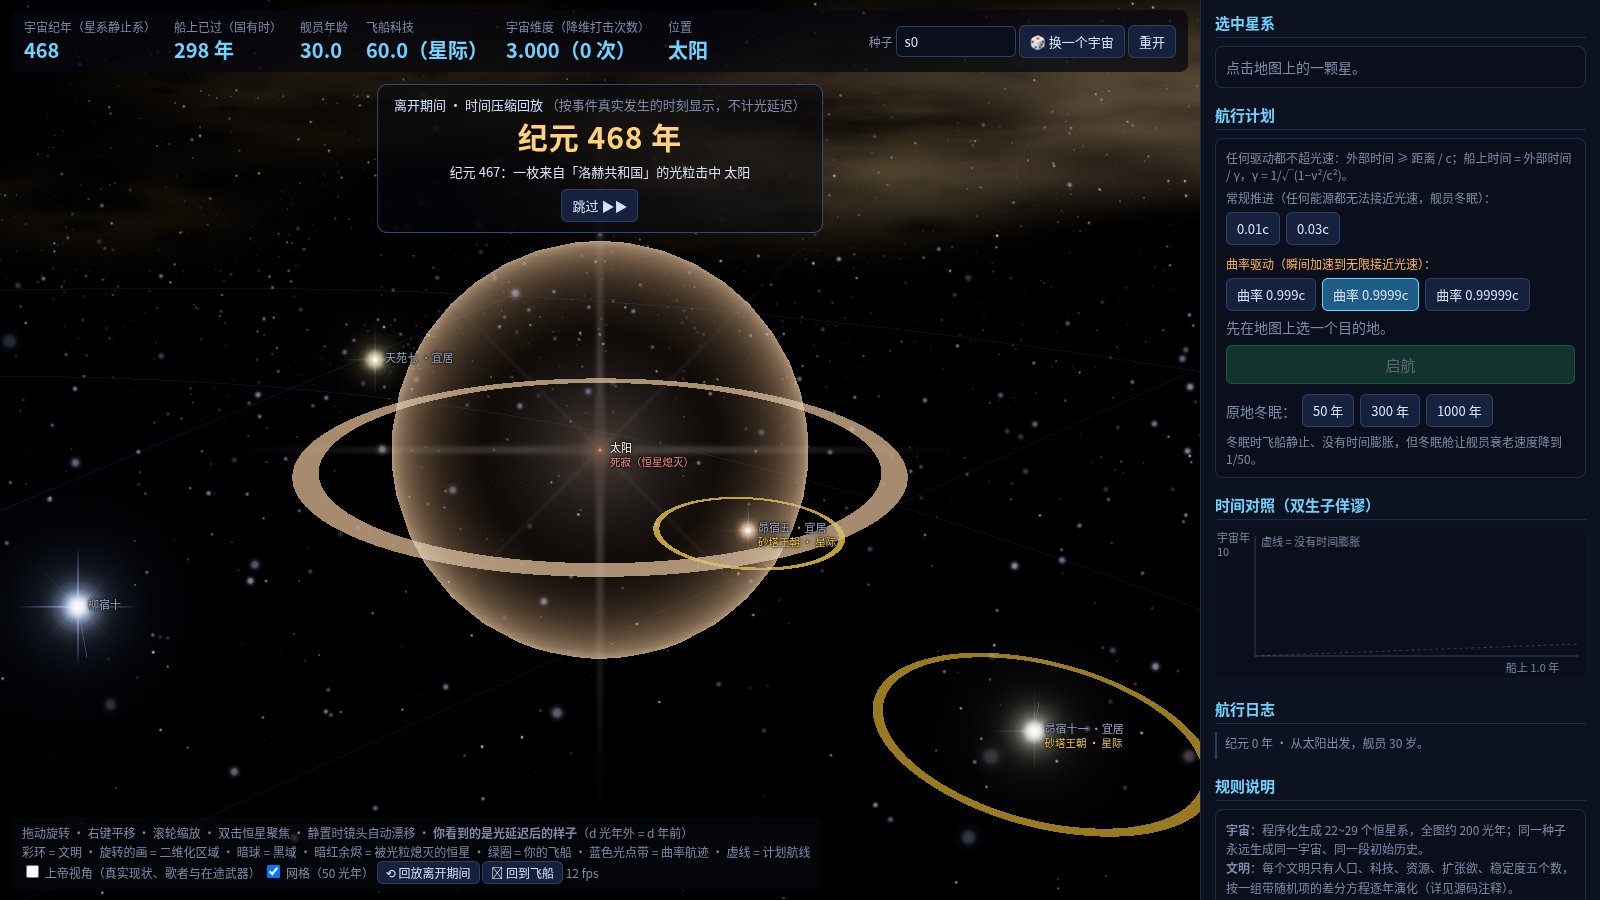 宇宙纪年（星系静止系）
468
船上已过（固有时）
298 年
舰员年龄
30.0
飞船科技
60.0（星际）
宇宙维度（降维打击次数）
3.000（0 次）
位置
太阳
种子
s0
🎲 换一个宇宙
重开
离开期间 · 时间压缩回放 （按事件真实发生的时刻显示，不计光延迟）
纪元 468 年
纪元 467：一枚来自「洛赫共和国」的光粒击中 太阳
跳过 ▶▶
天苑七 · 宜居
太阳
死寂（恒星熄灭）
昴宿五 · 宜居
砂塔王朝 · 星际
柳宿十
昴宿十一 · 宜居
砂塔王朝 · 星际
拖动旋转 · 右键平移 · 滚轮缩放 · 双击恒星聚焦 · 静置时镜头自动漂移 · 你看到的是光延迟后的样子（d 光年外 = d 年前）
彩环 = 文明 · 旋转的画 = 二维化区域 · 暗球 = 黑域 · 暗红余烬 = 被光粒熄灭的恒星 · 绿圈 = 你的飞船 · 蓝色光点带 = 曲率航迹 · 虚线 = 计划航线
上帝视角（真实现状、歌者与在途武器） 网格（50 光年） ⟲ 回放离开期间 回到飞船 12 fps
选中星系
点击地图上的一颗星。
航行计划
任何驱动都不超光速：外部时间 ⩾ 距离 / c；船上时间 = 外部时间
/ γ，γ = 1/√(1−v²/c²)。
常规推进（任何能源都无法接近光速，舰员冬眠）：
0.01c
0.03c
曲率驱动（瞬间加速到无限接近光速）：
曲率 0.999c
曲率 0.9999c
曲率 0.99999c
先在地图上选一个目的地。
启航
原地冬眠：
50 年
300 年
1000 年
冬眠时飞船静止、没有时间膨胀，但冬眠舱让舰员衰老速度降到
1/50。
时间对照（双生子佯谬）
宇宙年
10
虚线 = 没有时间膨胀
船上 1.0 年
航行日志
纪元 0 年 · 从太阳出发，舰员 30 岁。
规则说明
宇宙：程序化生成 22~29 个恒星系，全图约 200 光年；同一种子
永远生成同一宇宙、同一段初始历史。
文明：每个文明只有人口、科技、资源、扩张欲、稳定度五个数，
按一组带随机项的差分方程逐年演化（详见源码注释）。